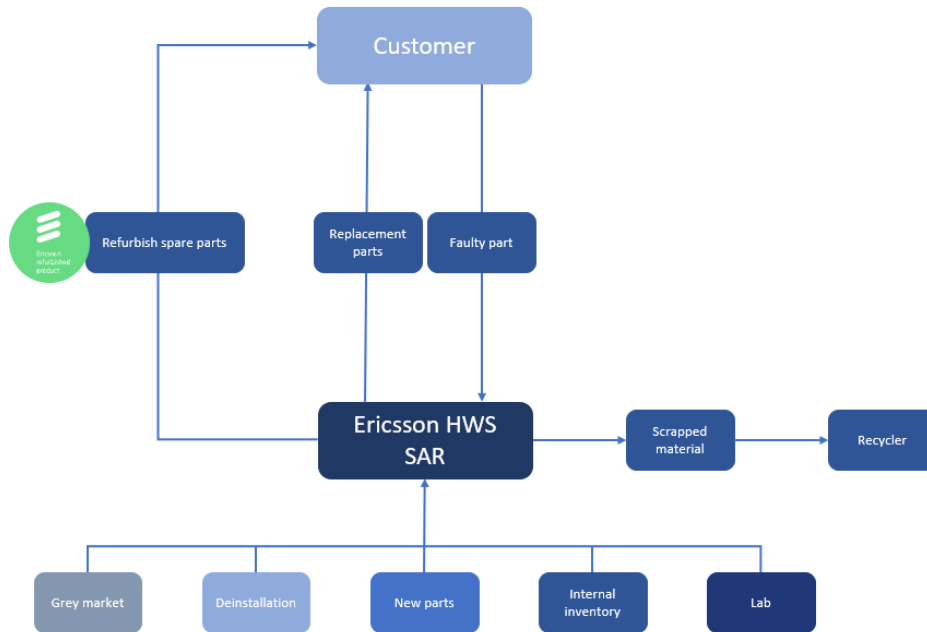 Customer
Ericsson
refurbished
product
Refurbish spare parts
Replacement
parts
Faulty part
Ericsson HWS
SAR
Scrapped
material
Recycler
Grey market
Deinstallation
New parts
Internal
inventory
Lab